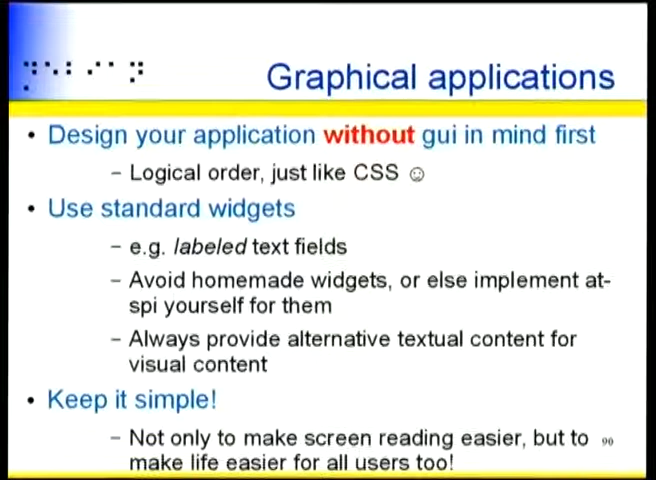 Graphical applications
• Design your application without gui in mind first
– Logical order, just like CSS ☺
• Use standard widgets
– e.g. labeled text fields
– Avoid homemade widgets, or else implement at-
spi yourself for them
– Always provide alternative textual content for
visual content
• Keep it simple!
– Not only to make screen reading easier, but to
make life easier for all users too!